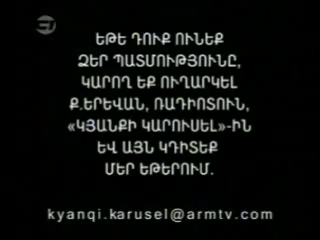 ԵԹԵ ԴՈՒՔ ՈՒՆԵՔ
ՁԵՐ ՊԱՏՄՈՒԹՅՈՒՆԸ,
ԿԱՐՈՂ ԵՔ ՈՒՂԱՐԿԵԼ
Ք.ԵՐԵՎԱՆ, ՌԱԴԻՈՏՈՒՆ,
«ԿՅԱՆՔԻ ԿԱՐՈՒՍԵԼ»-ԻՆ
ԵՎ ԱՅՆ ԿԴԻՏԵՔ
ՄԵՐ ԵԹԵՐՈՒՄ.
kyanqi.karusel@armtv.com